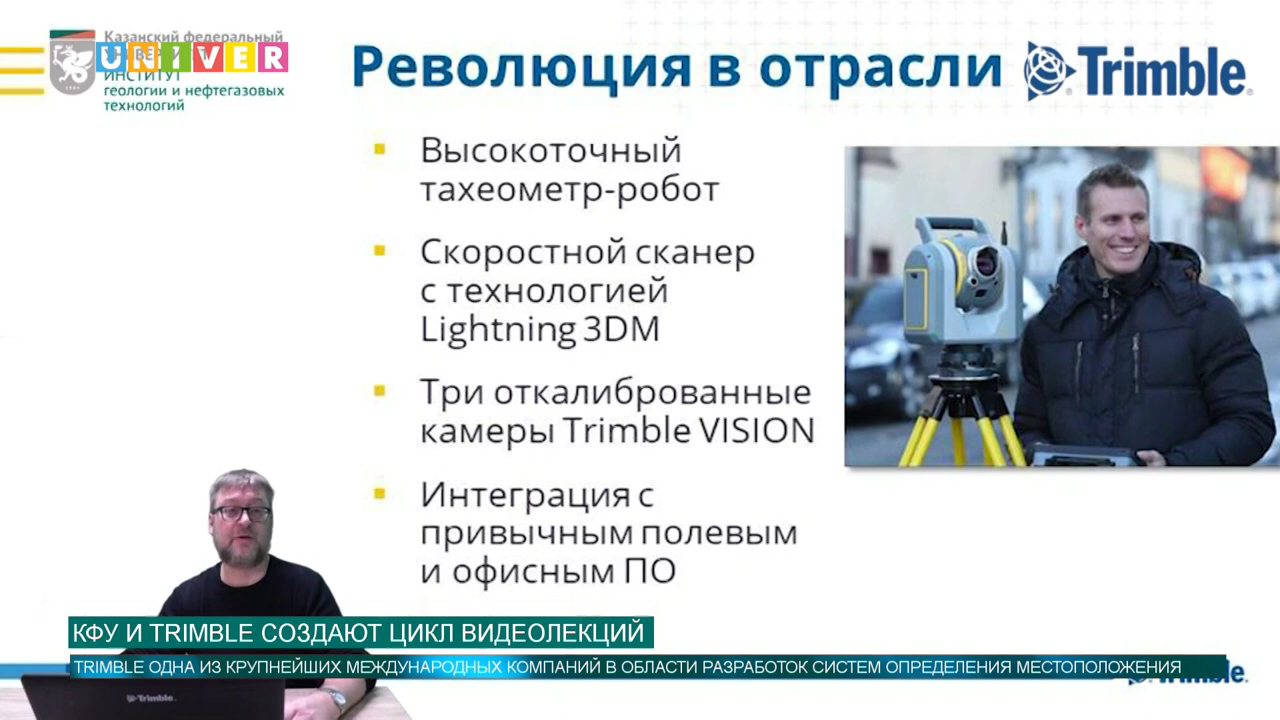 Казанский федеральный
UNIVER
ИНСТИТУТ
геологии и нефтегазовых
технологий
Революция в отрасли
Trimble
Высокоточный
тахеометр-робот
Скоростной сканер
с технологией
Lightning 3DM
Три откалиброванные
камеры Trimble VISION
Интеграция с
привычным полевым
и офисным ПО
КФУ И TRIMBLE СОЗДАЮТ ЦИКЛ ВИДЕОЛЕКЦИЙ
TRIMBLE ОДНА ИЗ КРУПНЕЙШИХ МЕЖДУНАРОДНЫХ КОМПАНИЙ В ОБЛАСТИ РАЗРАБОТОК СИСТЕМ ОПРЕДЕЛЕНИЯ МЕСТОПОЛОЖЕНИЯ
Trimble
Trimble